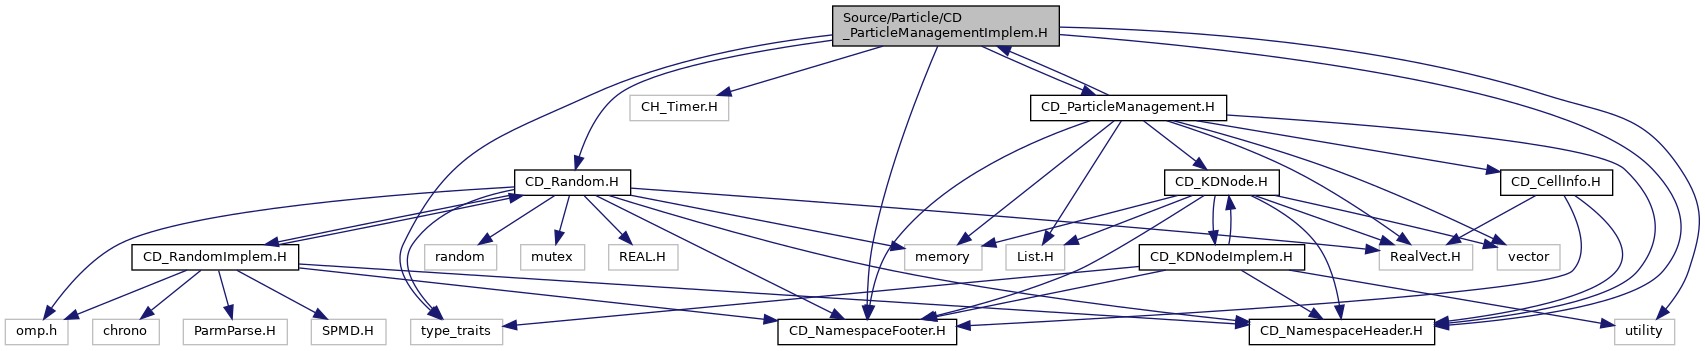 Source/Particle/CD
_ParticleManagementImplem.H
CH_Timer.H
CD_ParticleManagement.H
CD_Random.H
CD_KDNode.H
CD_CellInfo.H
CD_RandomImplem.H
random
mutex
REAL.H
memory
List.H
CD_KDNodeImplem.H
RealVect.H
vector
omp.h
chrono
ParmParse.H
SPMD.H
type_traits
CD_NamespaceFooter.H
CD_NamespaceHeader.H
utility